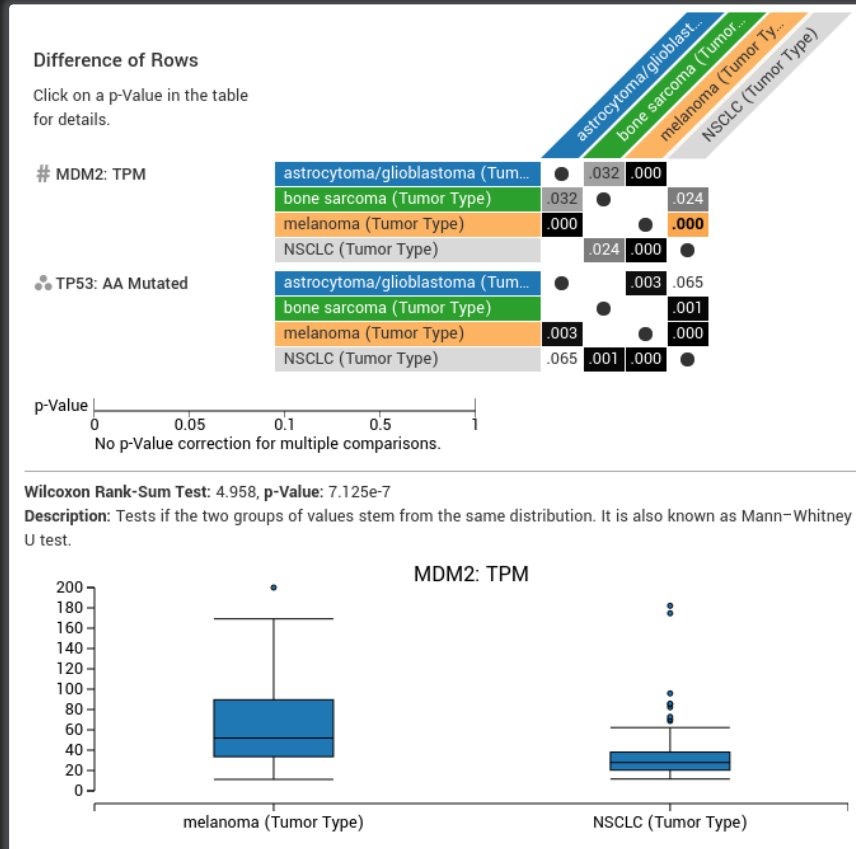 Difference of Rows
Click on a p-Value in the table
for details.
astrocytoma/glioblast...
bone sarcoma (Tumor...
melanoma (Tumor Ty...
NSCLC (Tumor Type)
# MDM2: TPM
astrocytoma/glioblastoma (Tum... .032 .000
bone sarcoma (Tumor Type) .032 .024
melanoma (Tumor Type) .000 .000
NSCLC (Tumor Type) .024 .000
TP53: AA Mutated
astrocytoma/glioblastoma (Tum... .003 .065
bone sarcoma (Tumor Type) .001
melanoma (Tumor Type) .003 .000
NSCLC (Tumor Type) .065 .001 .000
p-Value
0 0.05 0.1 0.5 1
No p-Value correction for multiple comparisons.
Wilcoxon Rank-Sum Test: 4.958, p-Value: 7.125e-7
Description: Tests if the two groups of values stem from the same distribution. It is also known as Mann–Whitney
U test.
MDM2: TPM
200
180
160
140
120
100
80
60
40
20
0
melanoma (Tumor Type) NSCLC (Tumor Type)